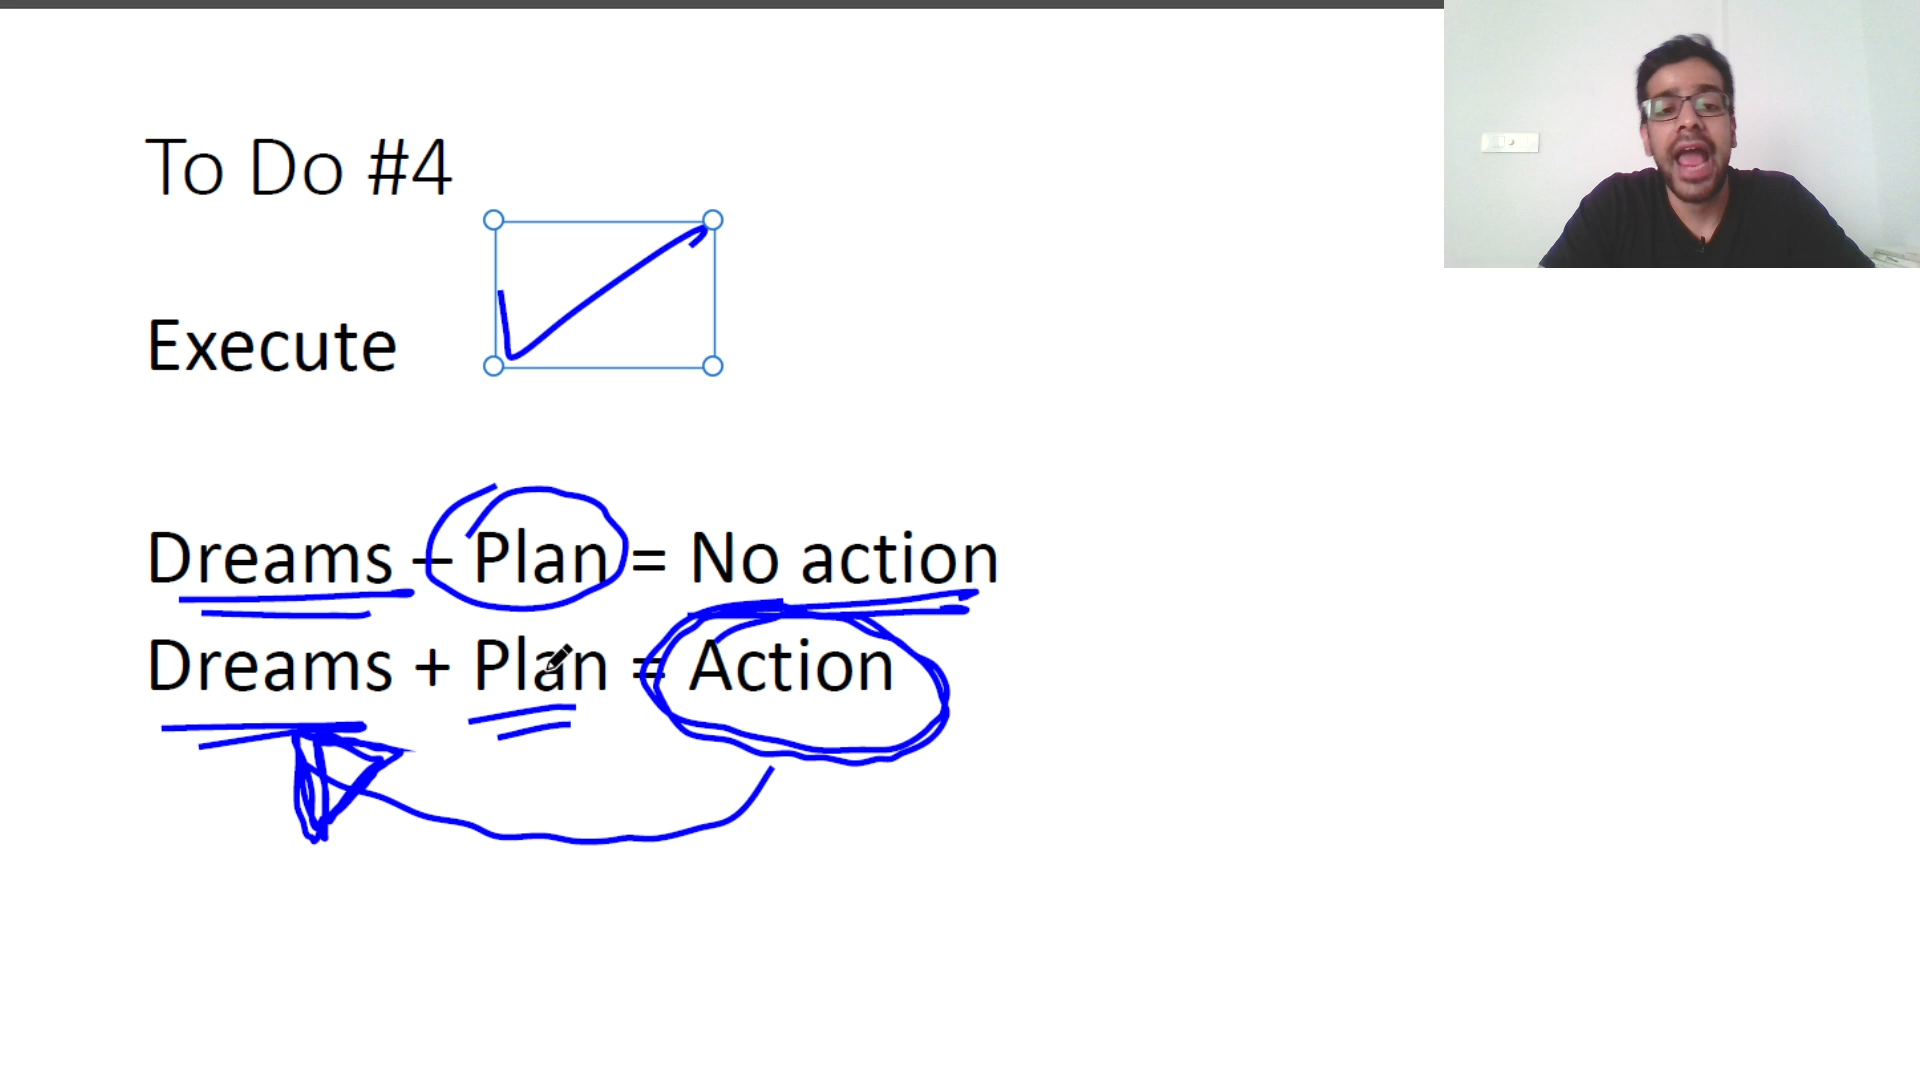 To Do #4
Execute
Dreams – Plan = No action
Dreams + Plan = Action